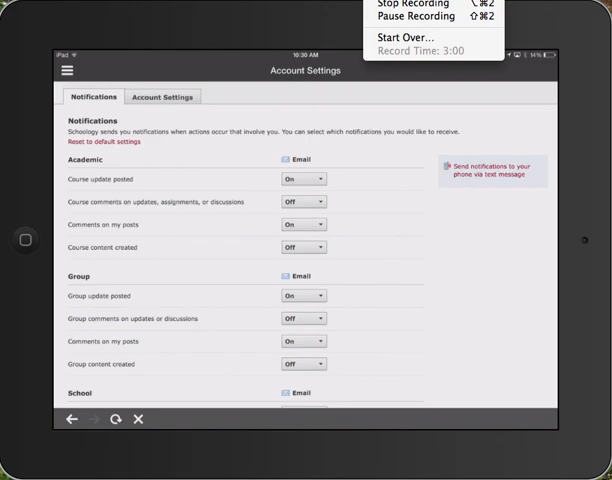 Stop Recording ⌥⌘2
Pause Recording ⇧⌘2
Start Over...
Record Time: 3:00
iPad 10:30 AM 14%
Account Settings
Notifications Account Settings
Notifications
Schoology sends you notifications when actions occur that involve you. You can select which notifications you would like to receive.
Reset to default settings
Academic Email
Send notifications to your
phone via text message
Course update posted On
Course comments on updates, assignments, or discussions Off
Comments on my posts On
Course content created Off
Group Email
Group update posted On
Group comments on updates or discussions Off
Comments on my posts On
Group content created Off
School Email